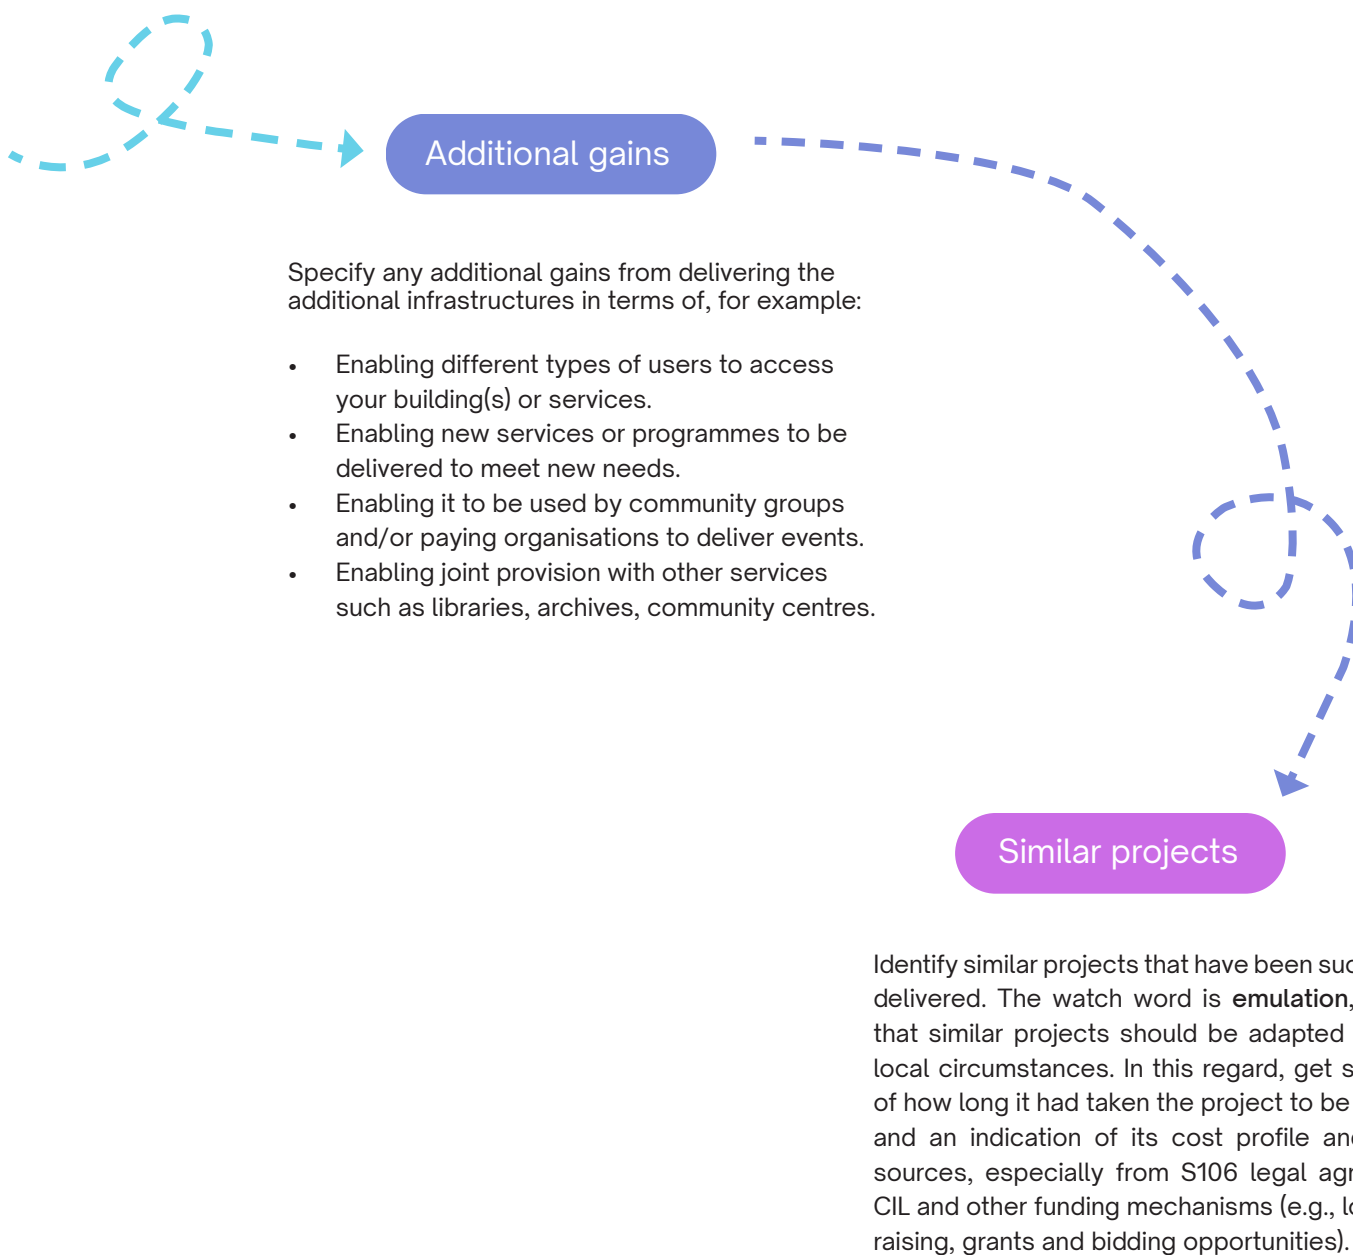 Additional gains
Specify any additional gains from delivering the
additional infrastructures in terms of, for example:
• Enabling different types of users to access
your building(s) or services.
• Enabling new services or programmes to be
delivered to meet new needs.
• Enabling it to be used by community groups
and/or paying organisations to deliver events.
• Enabling joint provision with other services
such as libraries, archives, community centres.
Similar projects
Identify similar projects that have been
delivered. The watch word is emulation,
that similar projects should be adapted
local circumstances. In this regard, get
of how long it had taken the project to be
and an indication of its cost profile
sources, especially from S106 legal
CIL and other funding mechanisms (e.g.,
raising, grants and bidding opportunities).